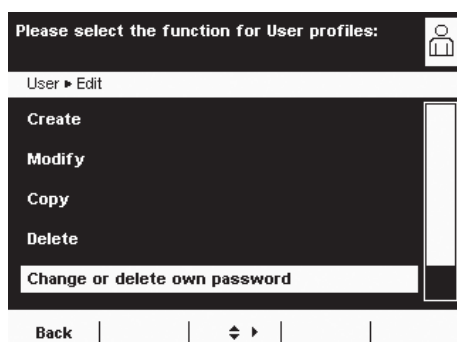 Please select the function for User profiles:
User ▸ Edit
Create
Modify
Copy
Delete
Change or delete own password
Back